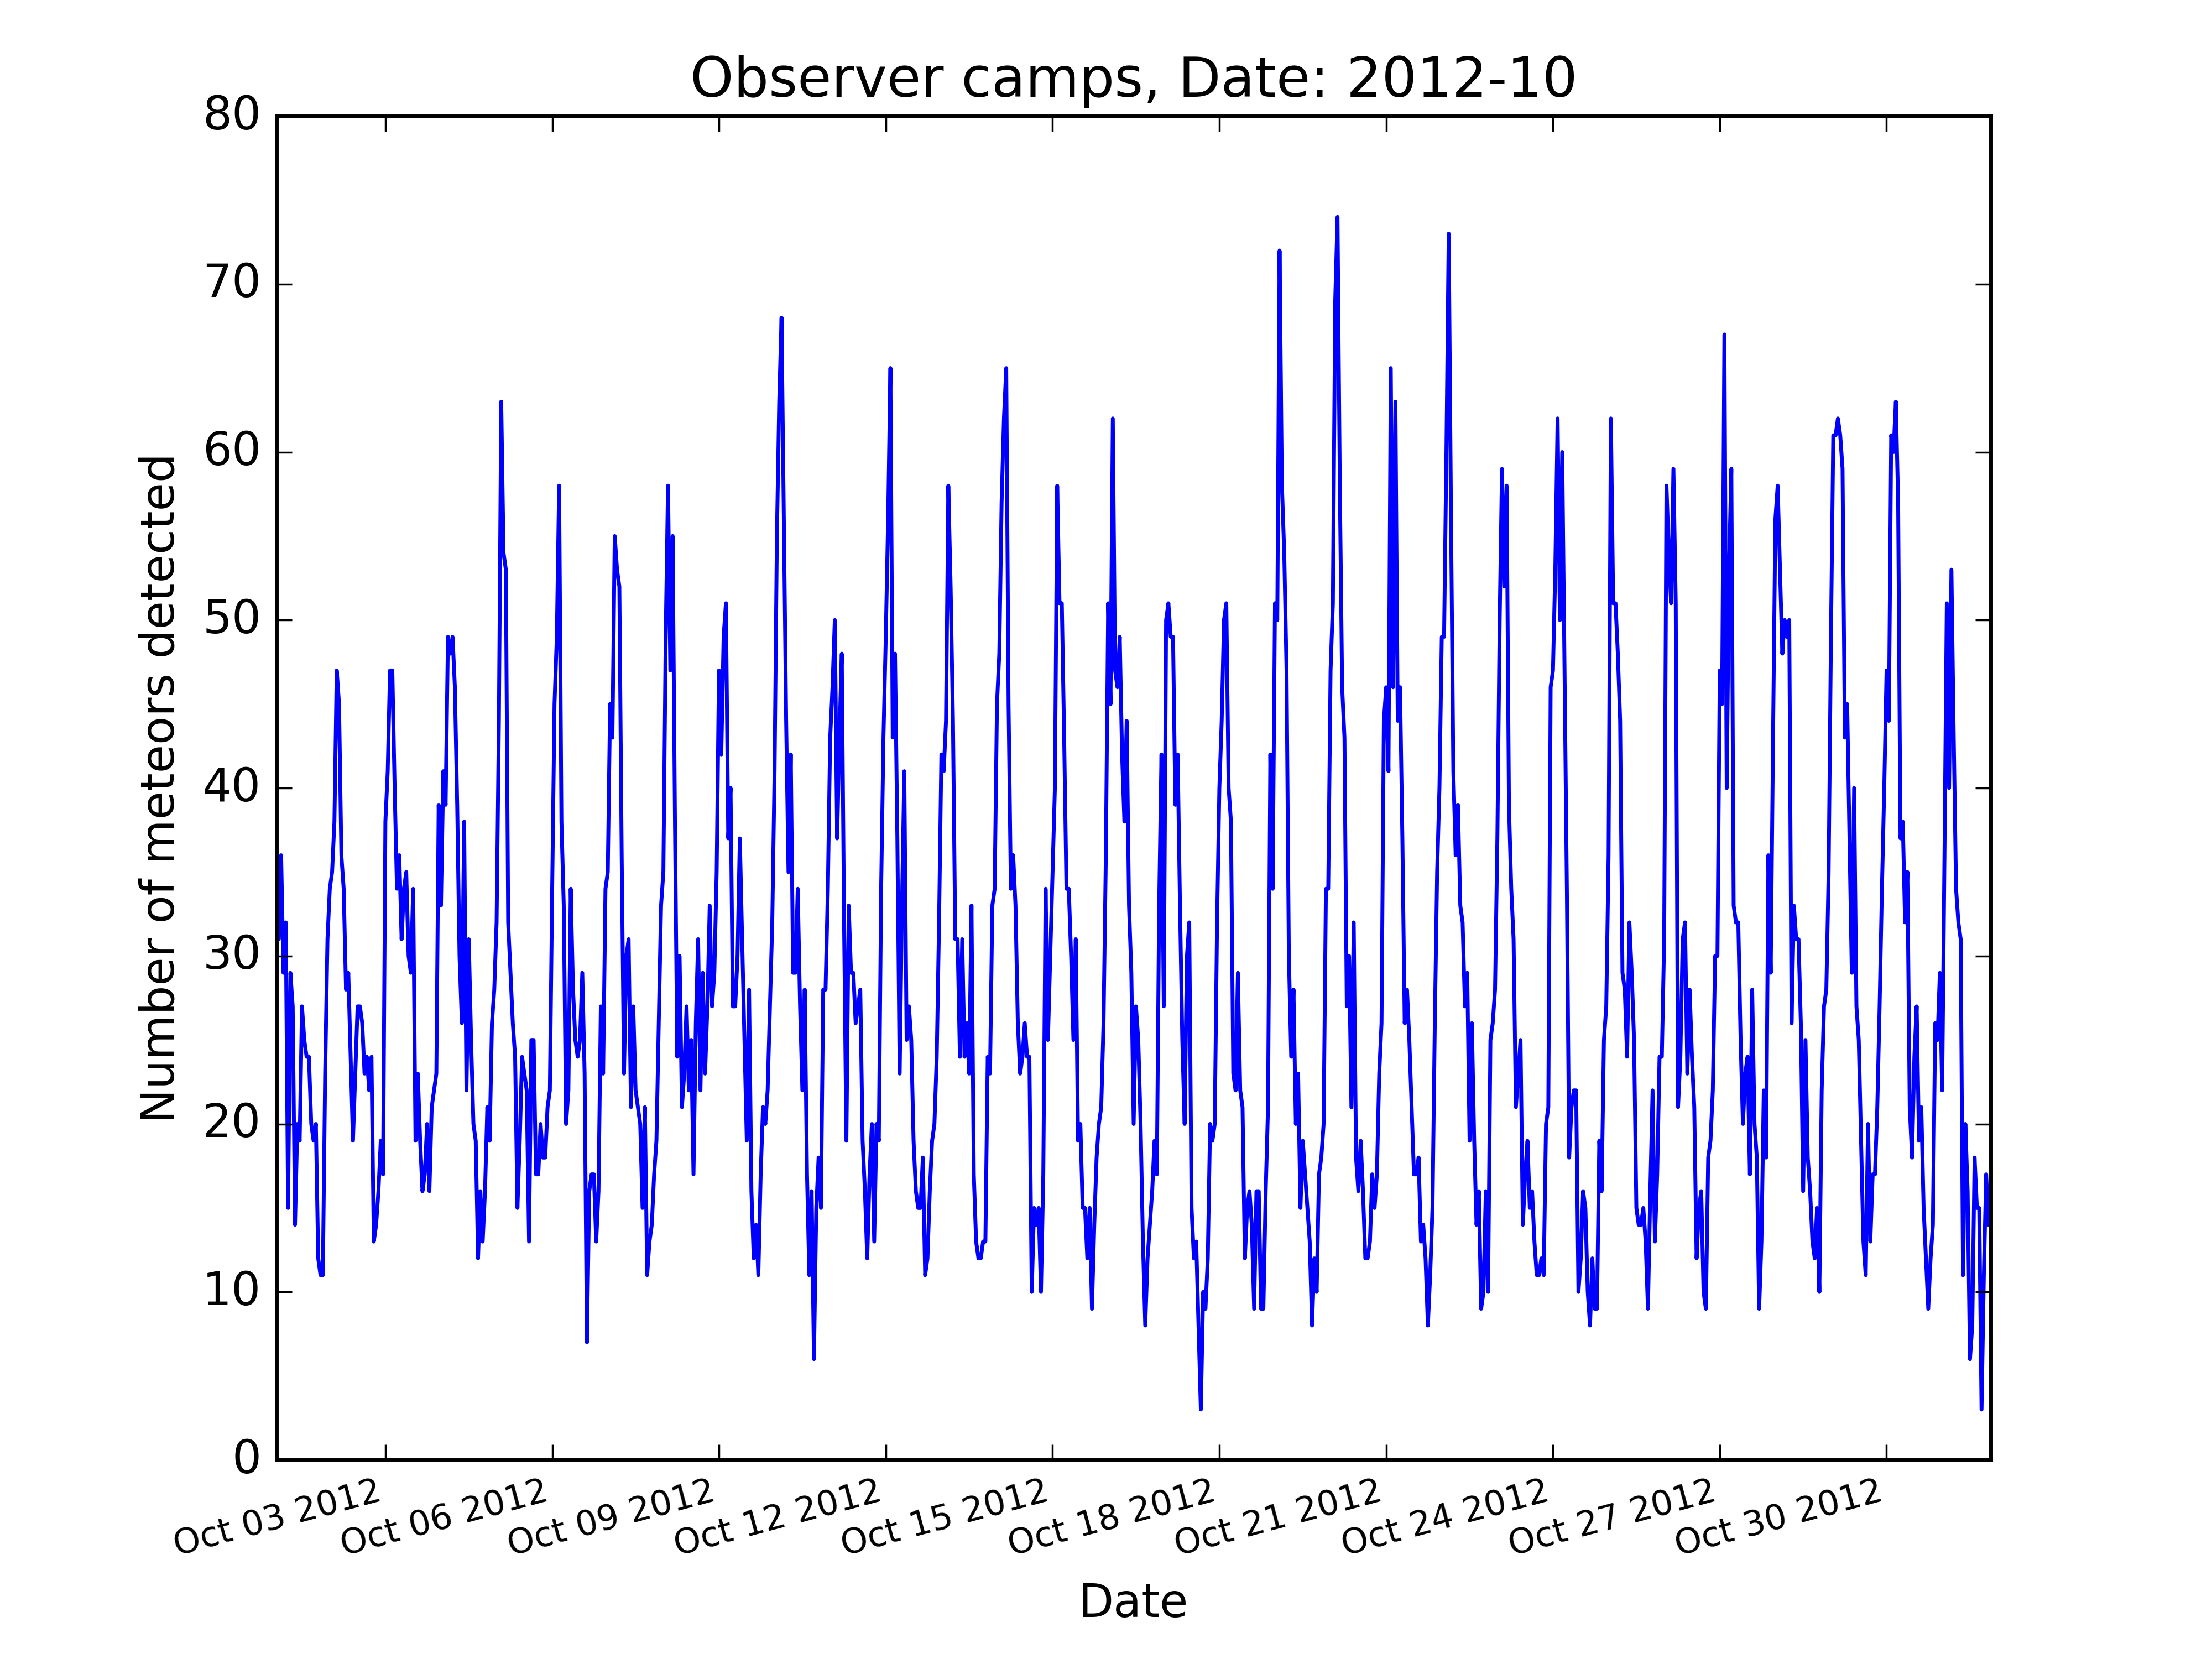 Observer camps, Date: 2012-10
Number of meteors detected
80
70
60
50
40
30
20
10
0
Oct 03 2012
Oct 06 2012
Oct 09 2012
Oct 12 2012
Oct 15 2012
Oct 18 2012
Oct 21 2012
Oct 24 2012
Oct 27 2012
Oct 30 2012
Date